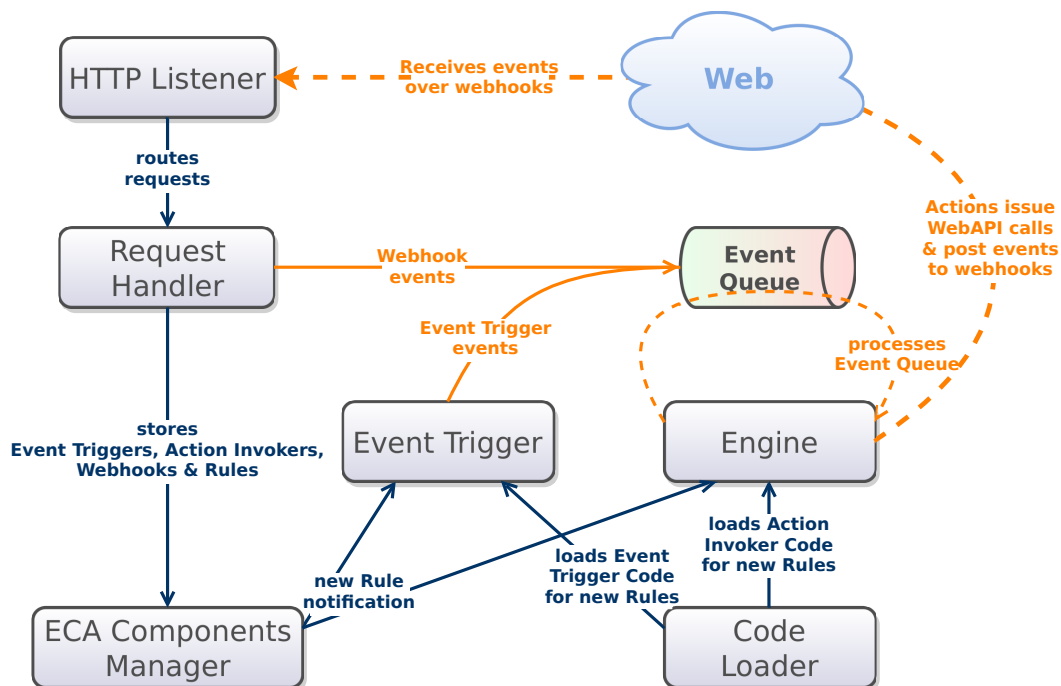 HTTP Listener
Receives events
over webhooks
Web
routes
requests
Request
Handler
Webhook
events
Event
Queue
Actions issue
WebAPI calls
& post events
to webhooks
Event Trigger
events
processes
Event Queue
stores
Event Triggers, Action Invokers,
Webhooks & Rules
Event Trigger
Engine
new Rule
notification
loads Event
Trigger Code
for new Rules
loads Action
Invoker Code
for new Rules
ECA Components
Manager
Code
Loader